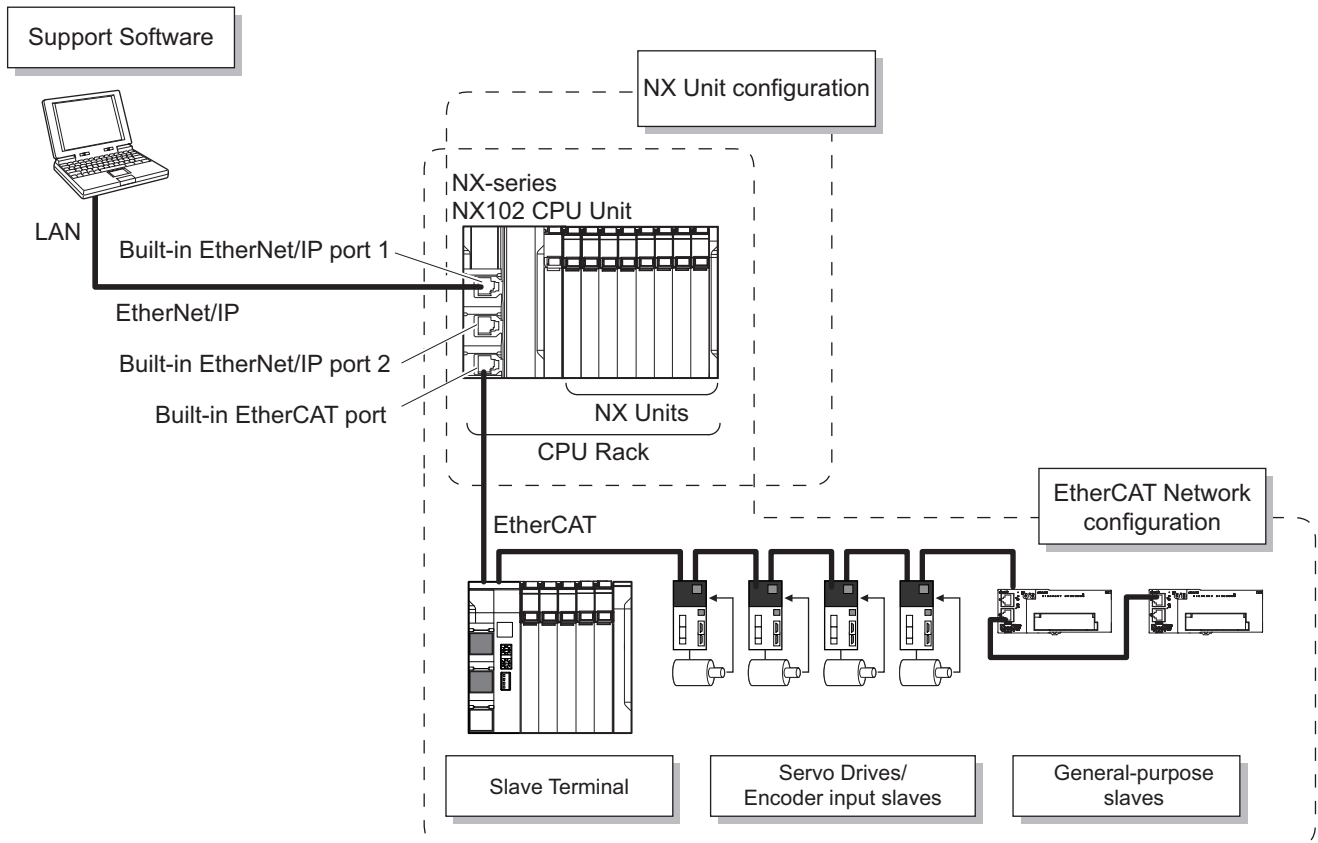 Support Software
NX Unit configuration
NX-series
NX102 CPU Unit
LAN
Built-in EtherNet/IP port 1
EtherNet/IP
Built-in EtherNet/IP port 2
Built-in EtherCAT port
NX Units
CPU Rack
EtherCAT Network
configuration
EtherCAT
Slave Terminal
Servo Drives/
Encoder input slaves
General-purpose
slaves